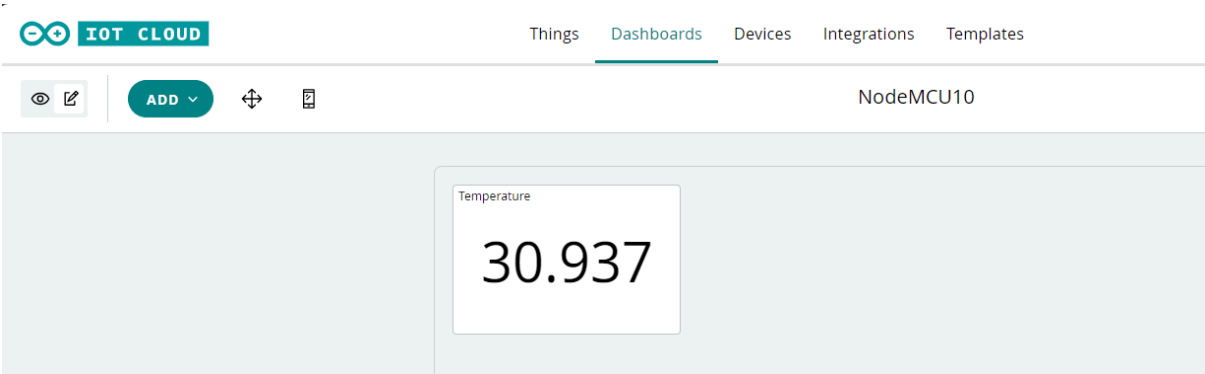 IOT CLOUD
Things Dashboards Devices Integrations Templates
ADD
NodeMCU10
Temperature
30.937